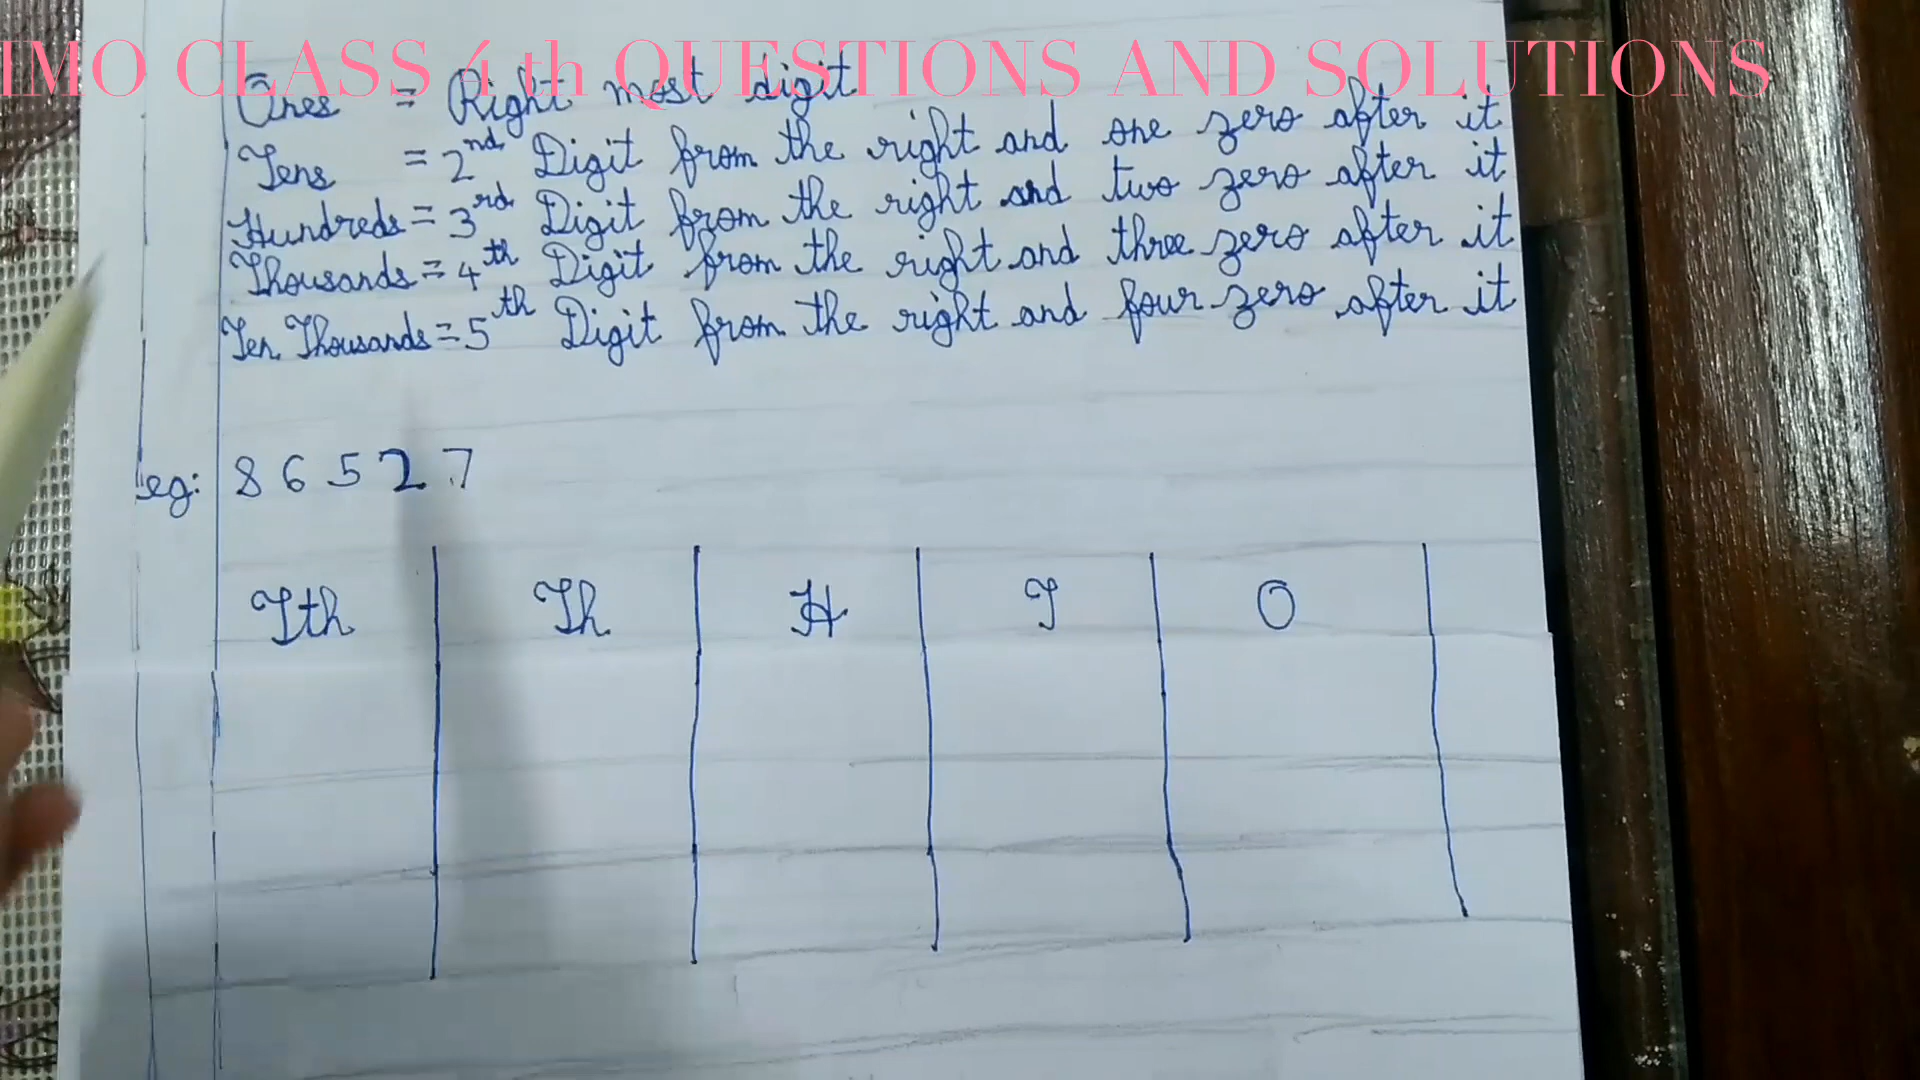 IMO CLASS 4 th QUESTIONS AND SOLUTIONS
Ones = Right most digit
Tens = 2nd Digit from the right and one zero after it
Hundreds = 3rd Digit from the right and two zero after it
Thousands = 4th Digit from the right and three zero after it
Ten Thousands = 5th Digit from the right and four zero after it
eg: 8 6 5 2 7
Tth Th H T O